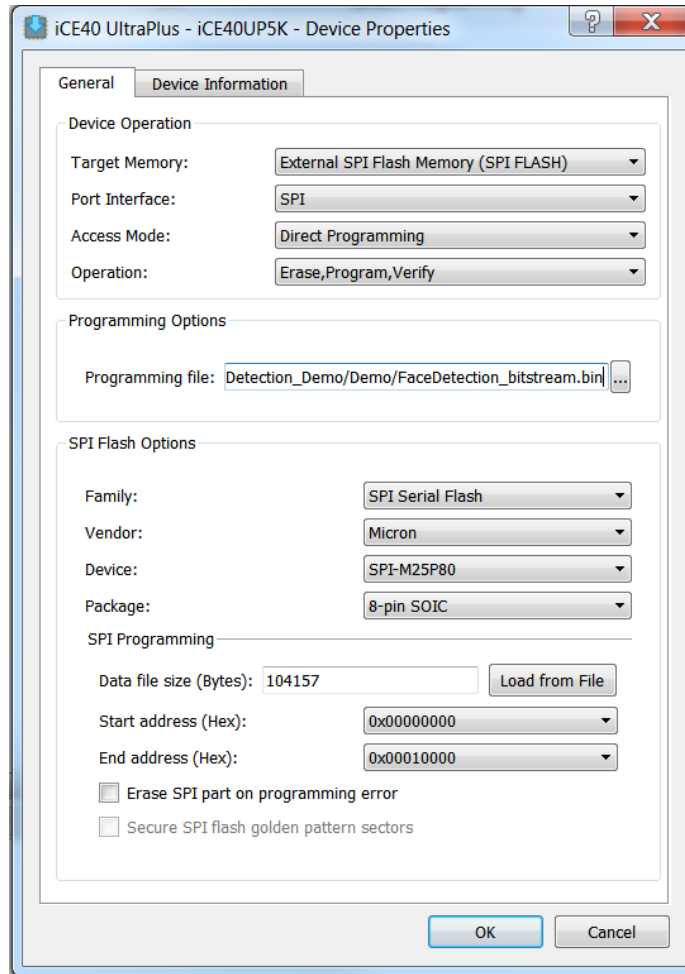 iCE40 UltraPlus - iCE40UP5K - Device Properties
General
Device Information
Device Operation
Target Memory: External SPI Flash Memory (SPI FLASH)
Port Interface: SPI
Access Mode: Direct Programming
Operation: Erase,Program,Verify
Programming Options
Programming file: Detection_Demo/Demo/FaceDetection_bitstream.bin ...
SPI Flash Options
Family: SPI Serial Flash
Vendor: Micron
Device: SPI-M25P80
Package: 8-pin SOIC
SPI Programming
Data file size (Bytes): 104157 Load from File
Start address (Hex): 0x00000000
End address (Hex): 0x00010000
Erase SPI part on programming error
Secure SPI flash golden pattern sectors
OK Cancel